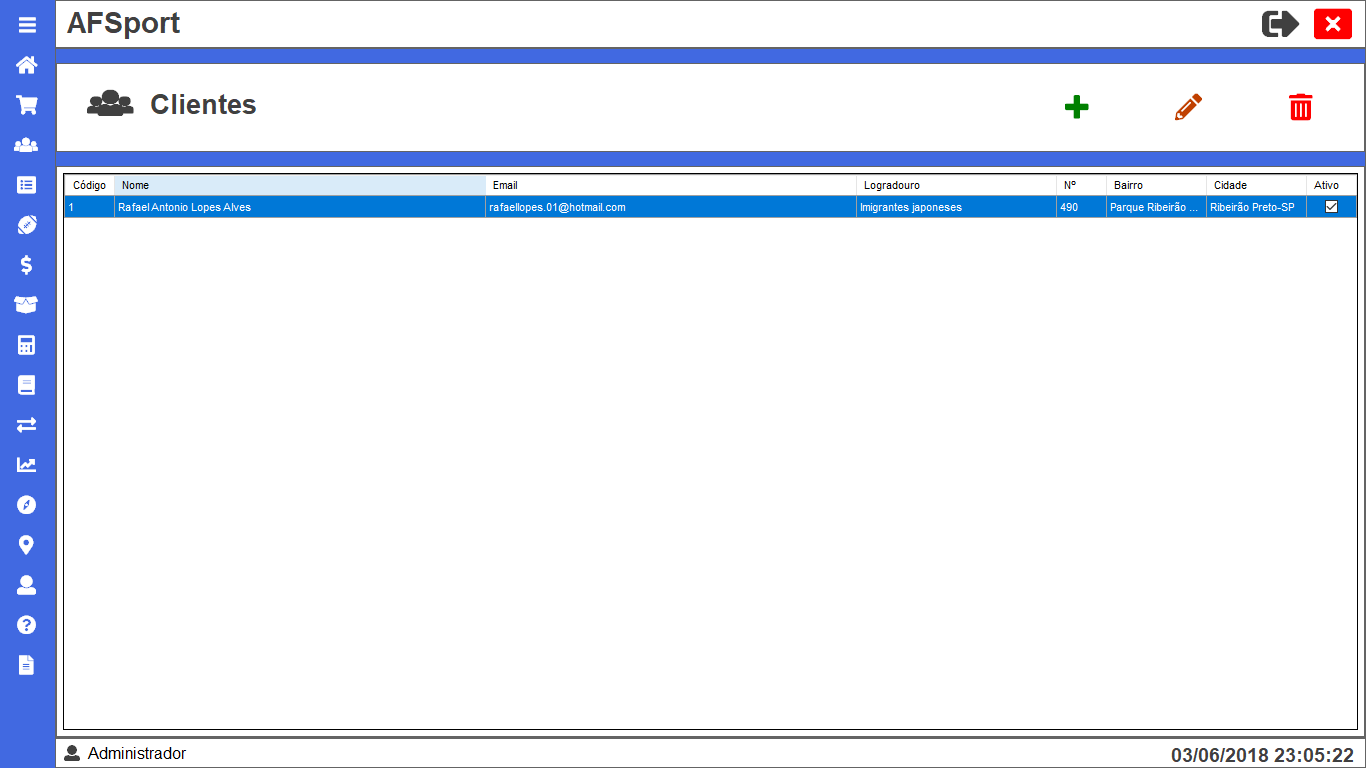 AFSport
Clientes
Código Nome Email Logradouro Nº Bairro Cidade Ativo
1 Rafael Antonio Lopes Alves rafaellopes.01@hotmail.com Imigrantes japoneses 490 Parque Ribeirão ... Ribeirão Preto-SP
Administrador 03/06/2018 23:05:22